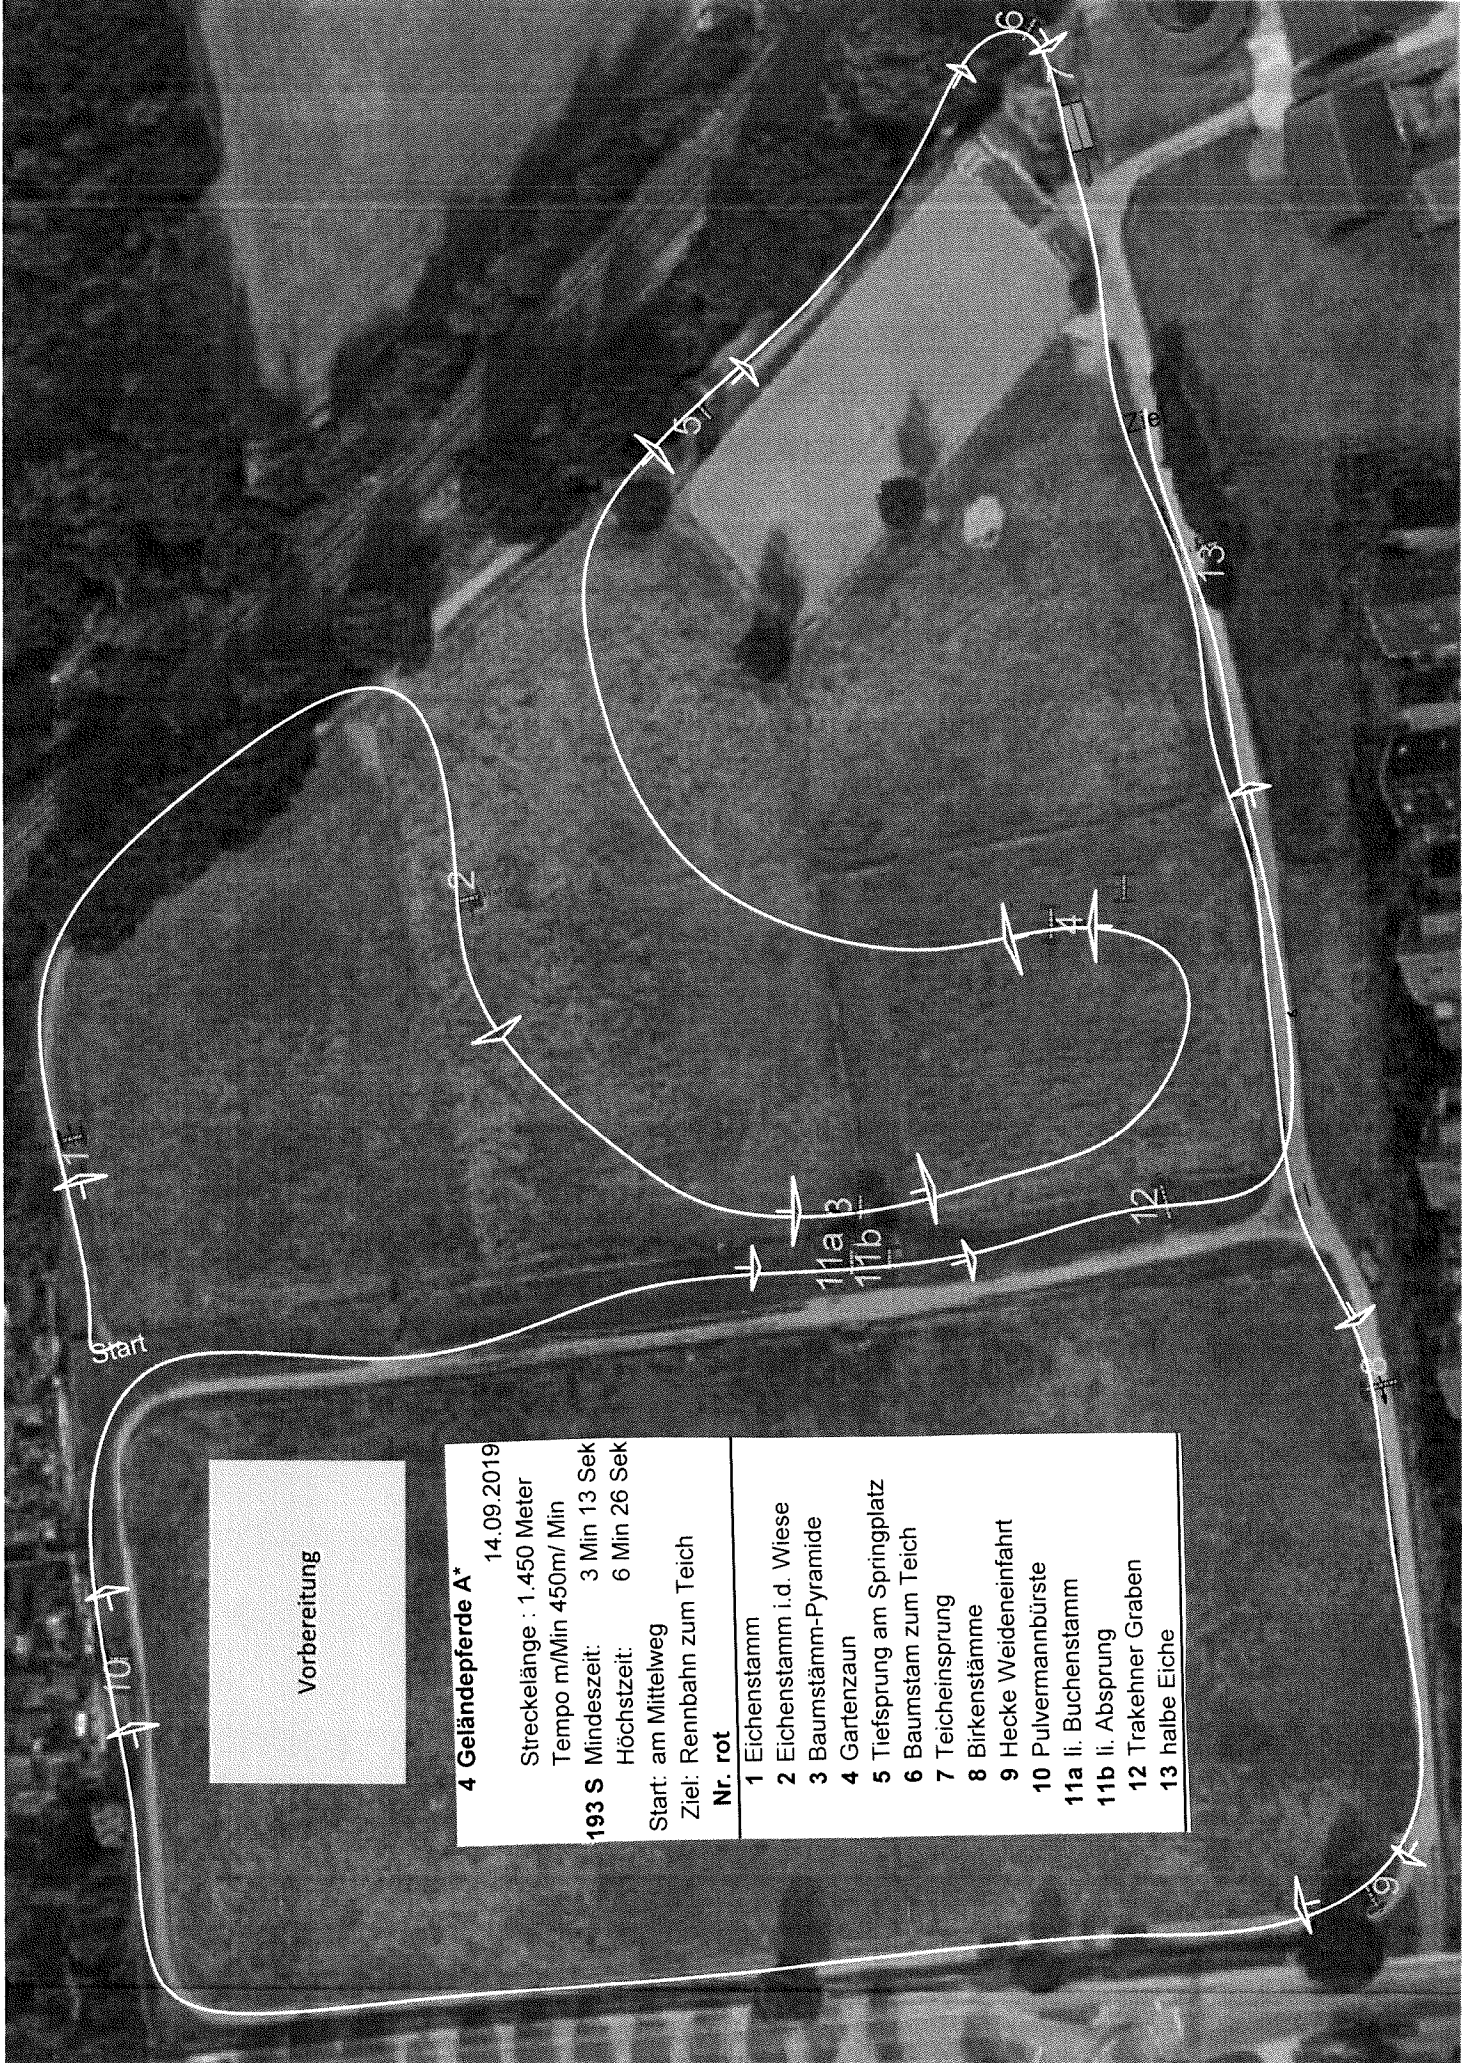 Vorbereitung
4 Geländepferde A*
14.09.2019
Streckelänge : 1.450 Meter
Tempo m/Min 450m/ Min
193 S Mindeszeit: 3 Min 13 Sek
Höchstzeit: 6 Min 26 Sek
Start: am Mittelweg
Ziel: Rennbahn zum Teich
Nr. rot
1 Eichenstamm
2 Eichenstamm i.d. Wiese
3 Baumstämm-Pyramide
4 Gartenzaun
5 Tiefsprung am Springplatz
6 Baumstam zum Teich
7 Teicheinsprung
8 Birkenstämme
9 Hecke Weideneinfahrt
10 Pulvermannbürste
11a li. Buchenstamm
11b li. Absprung
12 Trakehner Graben
13 halbe Eiche
Start
1
2
3
4
5
6
7
8
9
10
11a
11b
12
13
Ziel